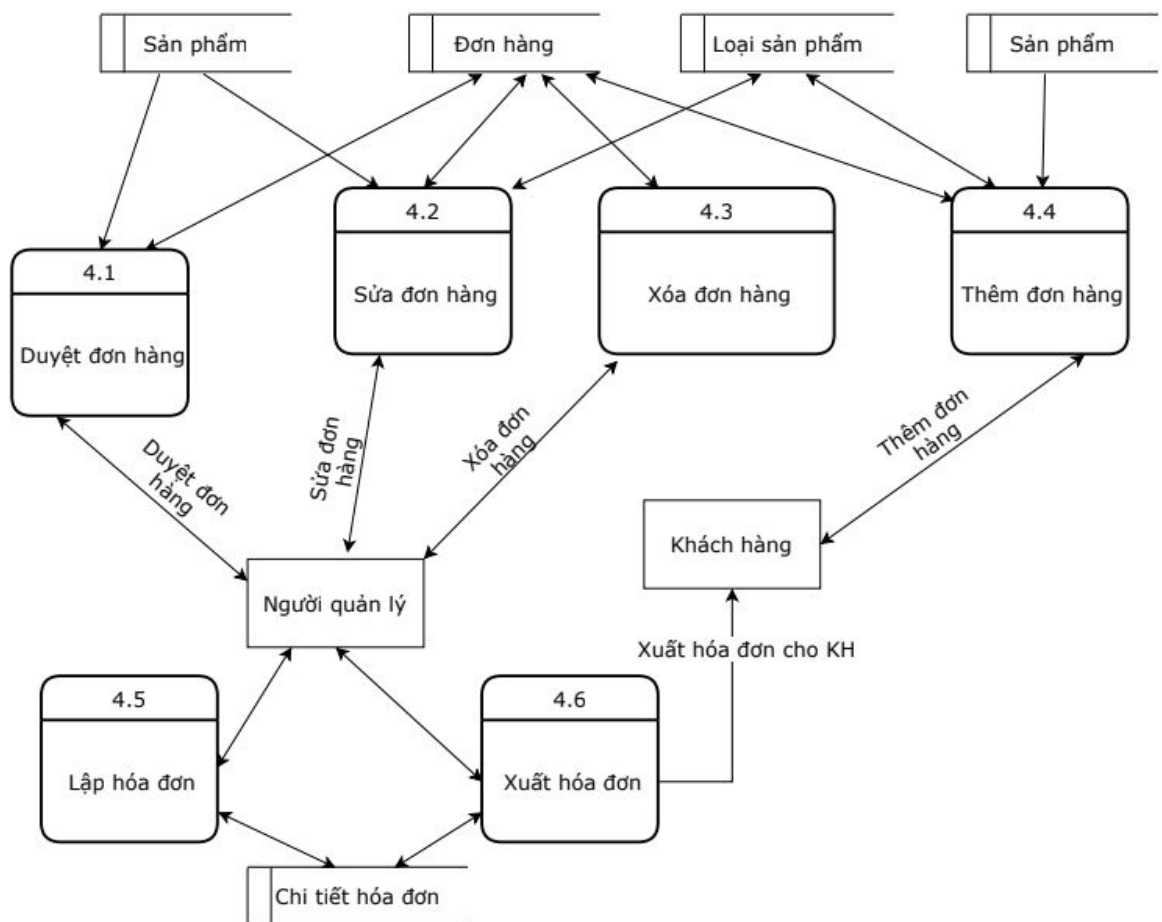 Sản phẩm
Đơn hàng
Loại sản phẩm
Sản phẩm
4.1
Duyệt đơn hàng
4.2
Sửa đơn hàng
4.3
Xóa đơn hàng
4.4
Thêm đơn hàng
Duyệt đơn
hàng
Sửa đơn
hàng
Xóa đơn
hàng
Thêm đơn
hàng
Khách hàng
Người quản lý
Xuất hóa đơn cho KH
4.5
Lập hóa đơn
4.6
Xuất hóa đơn
Chi tiết hóa đơn